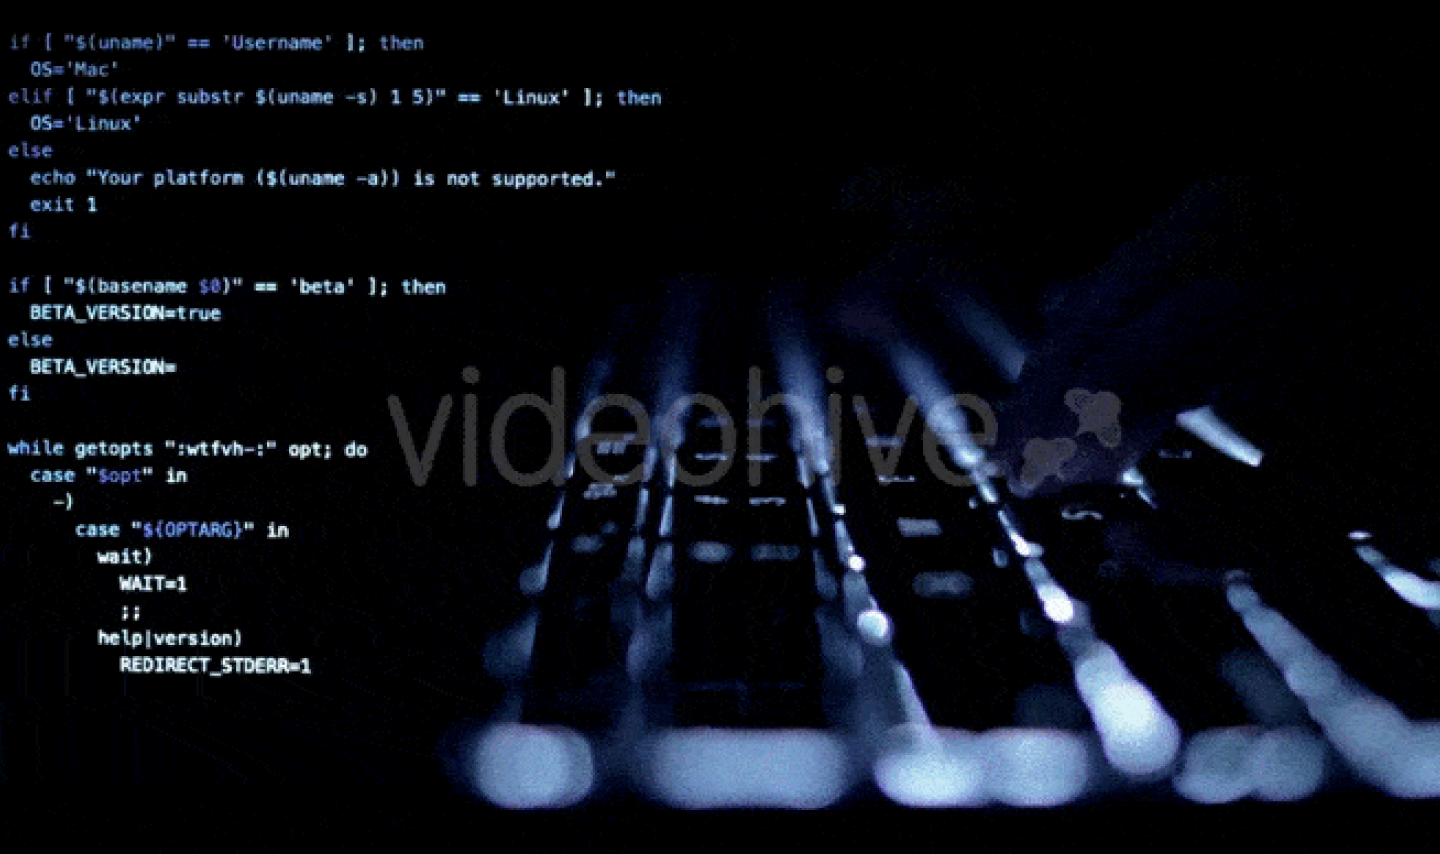 if [ "$(uname)" == 'Username' ]; then
  OS='Mac'
elif [ "$(expr substr $(uname -s) 1 5)" == 'Linux' ]; then
  OS='Linux'
else
  echo "Your platform ($(uname -a)) is not supported."
  exit 1
fi
if [ "$(basename $0)" == 'beta' ]; then
  BETA_VERSION=true
else
  BETA_VERSION=
fi
videohive
while getopts ":wtfvh-:" opt; do
  case "$opt" in
    -)
      case "${OPTARG}" in
        wait)
          WAIT=1
          ;;
        help|version)
          REDIRECT_STDERR=1